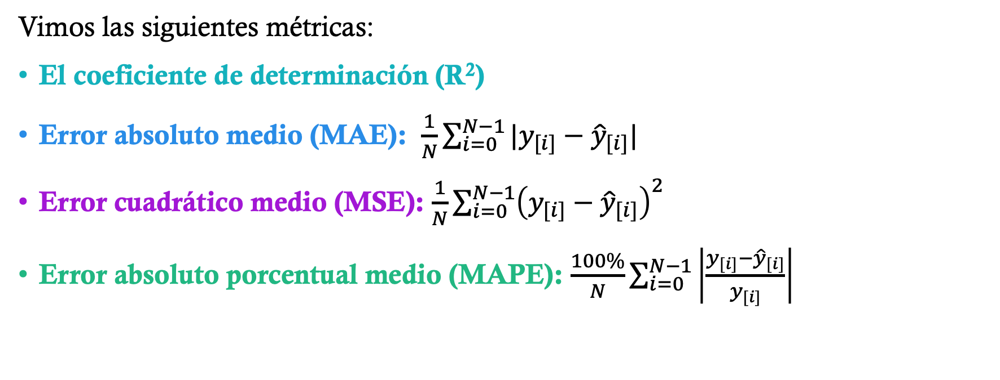 Vimos las siguientes métricas:
• El coeficiente de determinación (R²)
• Error absoluto medio (MAE): $\frac{1}{N}\sum_{i=0}^{N-1}|y_{[i]} - \hat{y}_{[i]}|$
• Error cuadrático medio (MSE): $\frac{1}{N}\sum_{i=0}^{N-1}(y_{[i]} - \hat{y}_{[i]})^2$
• Error absoluto porcentual medio (MAPE): $\frac{100\%}{N}\sum_{i=0}^{N-1}\left|\frac{y_{[i]}-\hat{y}_{[i]}}{y_{[i]}}\right|$